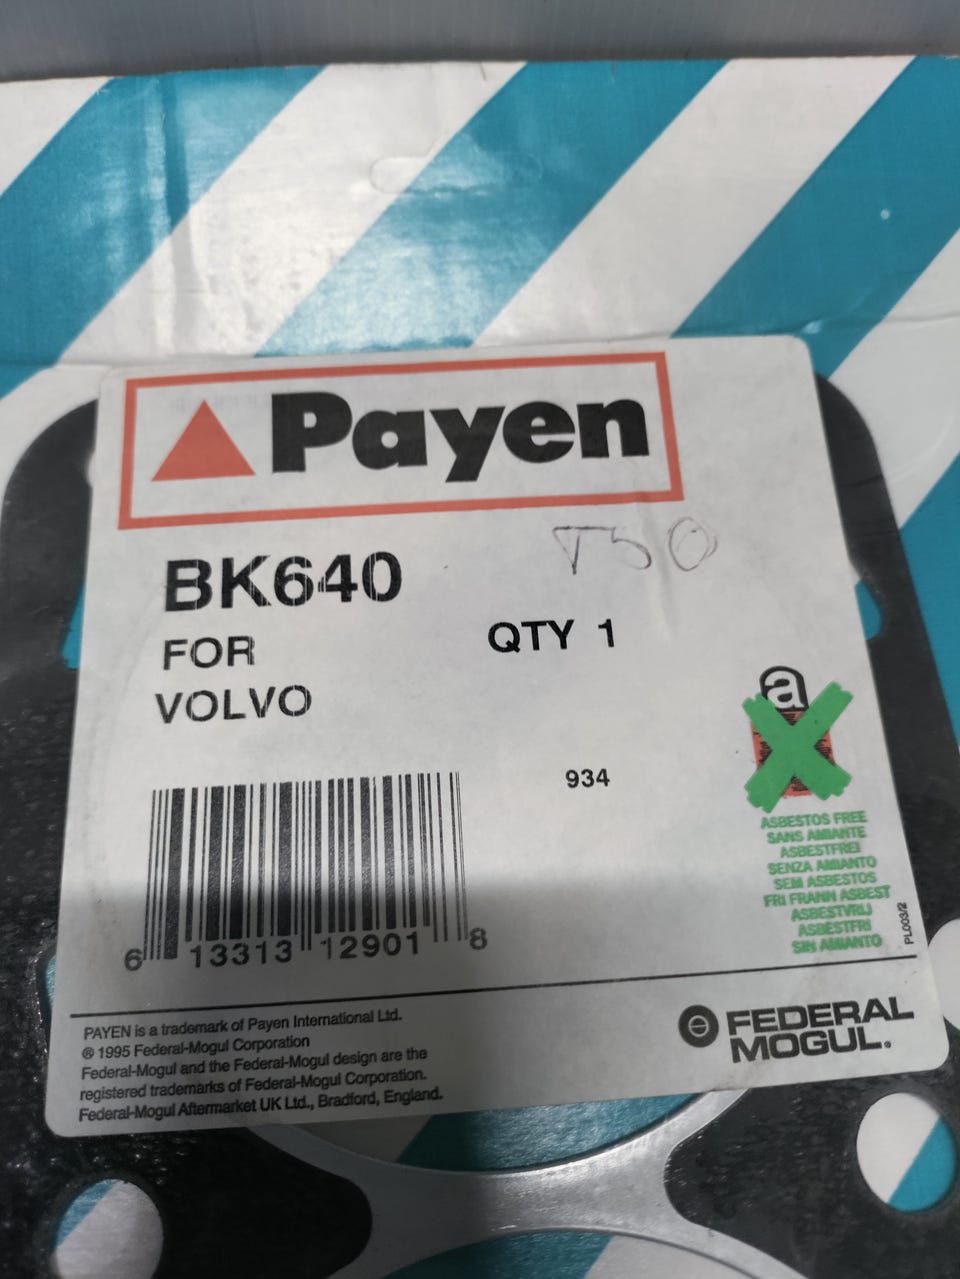 Payen
T50
BK640
FOR
QTY 1
VOLVO
934
a
ASBESTOS FREE
SANS AMIANTE
ASBESTFREI
SENZA AMIANTO
SEM ASBESTOS
FRI FRANN ASBEST
ASBESTVRIJ
ASBESTFRI
SIN AMIANTO
PL003/2
6 13313 12901 8
PAYEN is a trademark of Payen International Ltd.
® 1995 Federal-Mogul Corporation
Federal-Mogul and the Federal-Mogul design are the
registered trademarks of Federal-Mogul Corporation.
Federal-Mogul Aftermarket UK Ltd., Bradford, England.
FEDERAL
MOGUL.